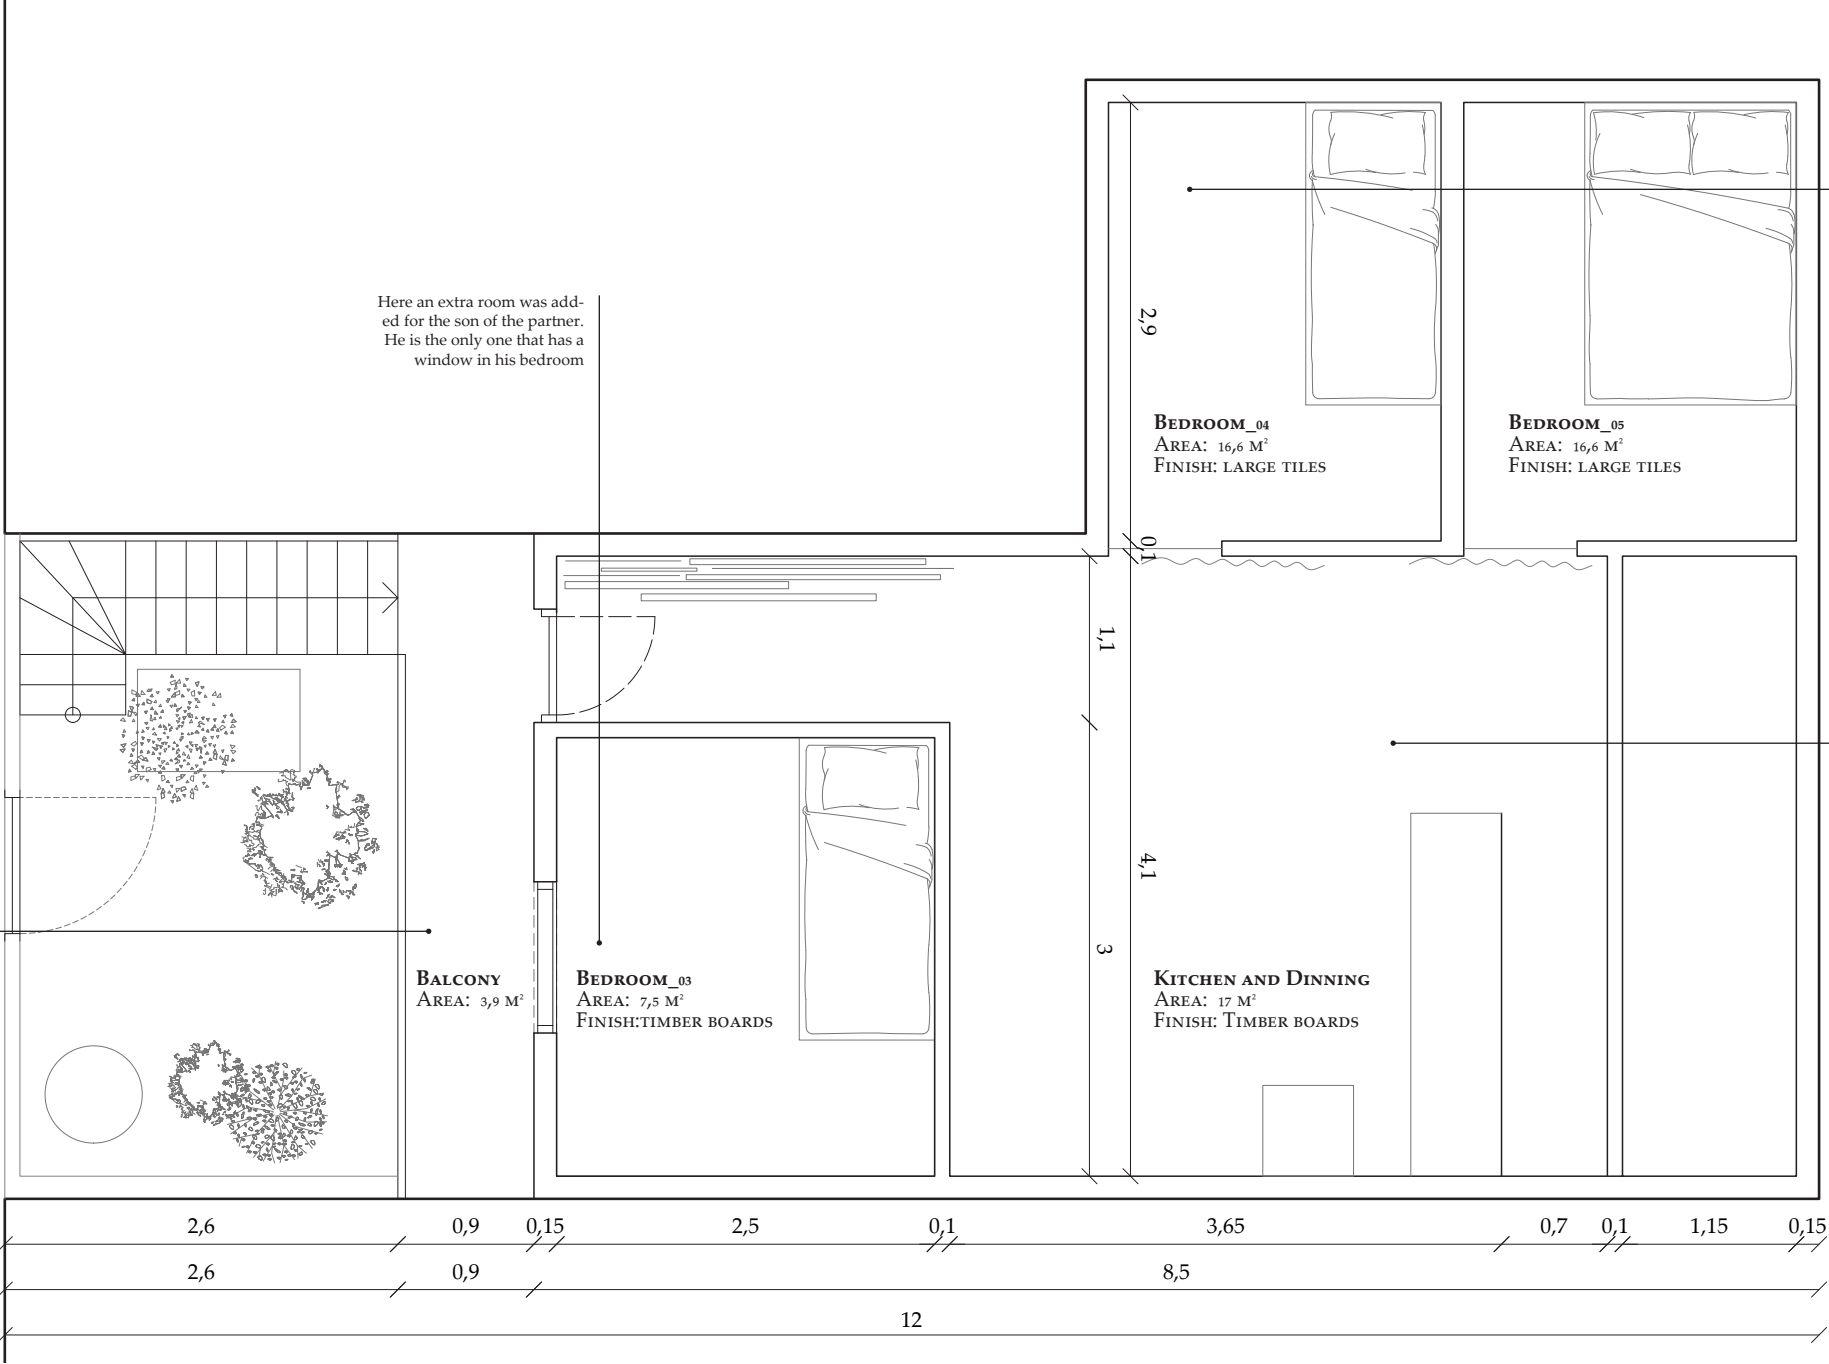 Here an extra room was add-
ed for the son of the partner.
He is the only one that has a
window in his bedroom
2,9
Bedroom_04
Area: 16,6 m²
Finish: large tiles
Bedroom_05
Area: 16,6 m²
Finish: large tiles
0,1
1,1
4,1
3
Balcony
Area: 3,9 m²
Bedroom_03
Area: 7,5 m²
Finish:timber boards
Kitchen and Dinning
Area: 17 m²
Finish: Timber boards
2,6 0,9 0,15 2,5 0,1 3,65 0,7 0,1 1,15 0,15
2,6 0,9 8,5
12